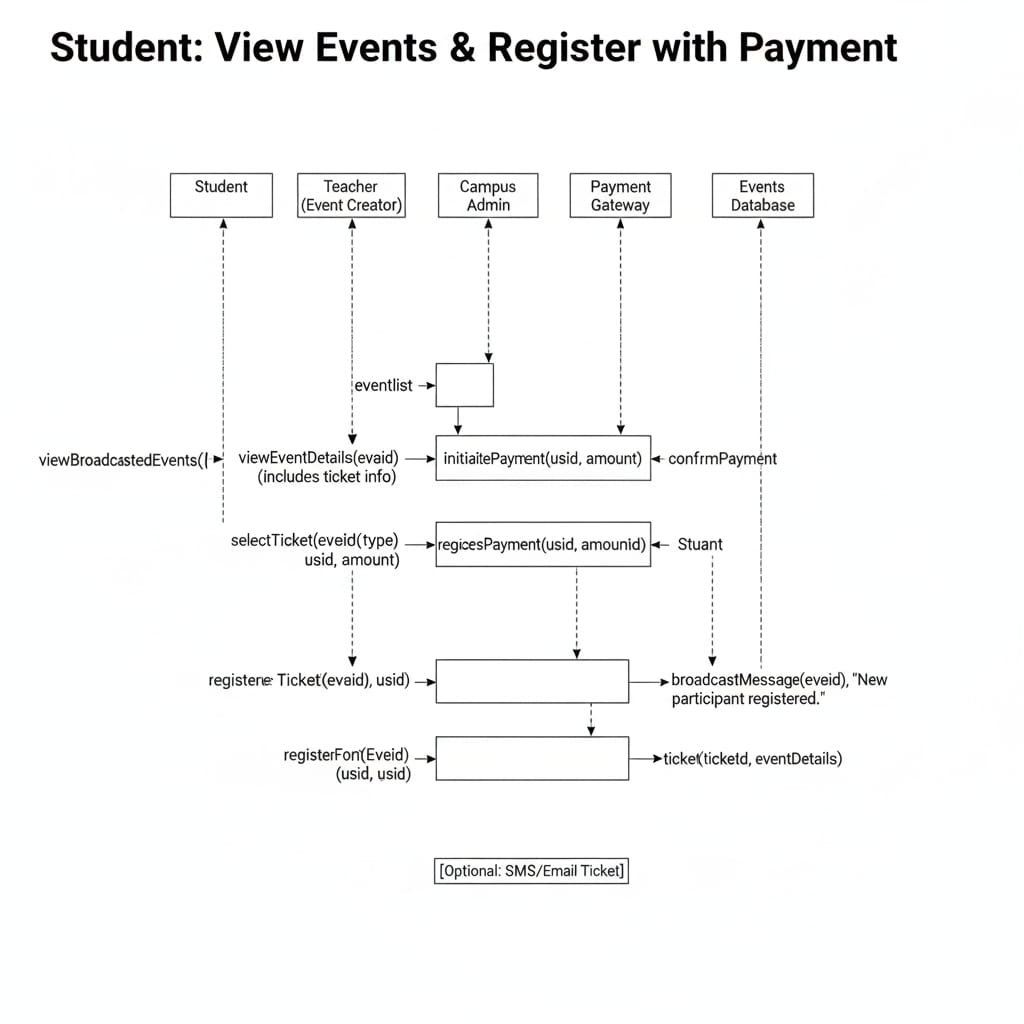 Student: View Events & Register with Payment
Student
Teacher
(Event Creator)
Campus
Admin
Payment
Gateway
Events
Database
eventlist
viewBroadcastedEvents(
viewEventDetails(evaid)
(includes ticket info)
initiaitePayment(usid, amount)
confrmPayment
selectTicket(eveid(type)
usid, amount)
regicesPayment(usid, amounid)
Stuant
registerıe Ticket(evaid), usid)
broadcastMessage(eveid), "New
participant registered."
registerFon(Eveid)
(usid, usid)
ticket(ticketd, eventDetails)
[Optional: SMS/Email Ticket]